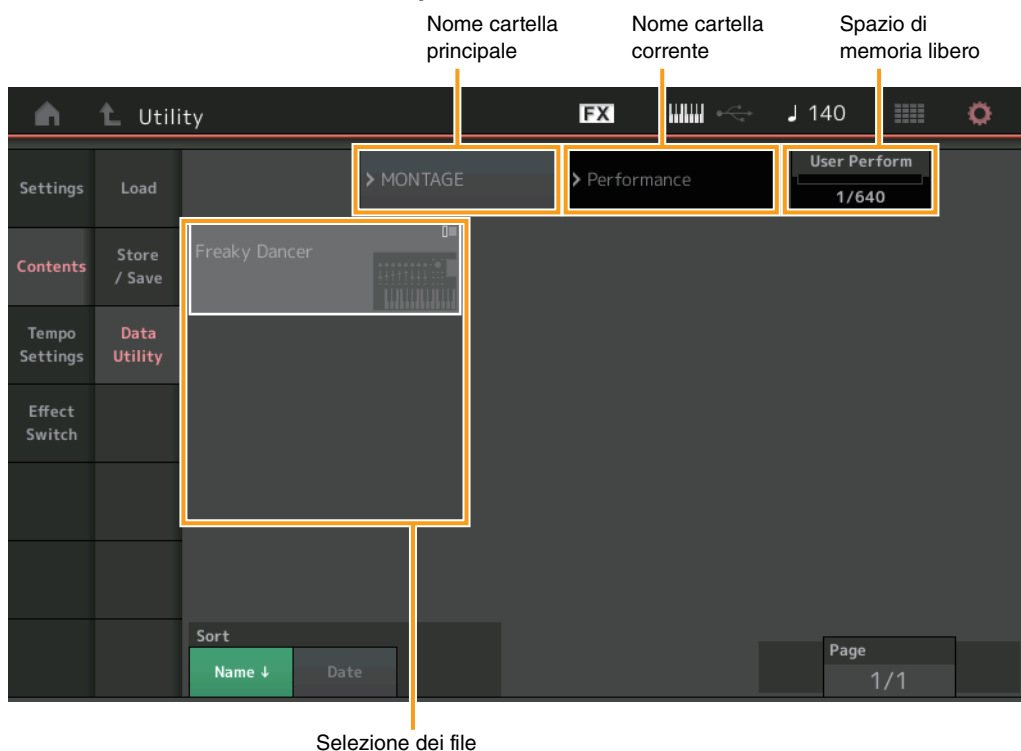 Nome cartella
principale
Nome cartella
corrente
Spazio di
memoria libero
Utility
FX
140
Settings
Load
> MONTAGE
> Performance
User Perform
1/640
Contents
Store
/ Save
Freaky Dancer
Tempo
Settings
Data
Utility
Effect
Switch
Sort
Name ↓
Date
Page
1/1
Selezione dei file